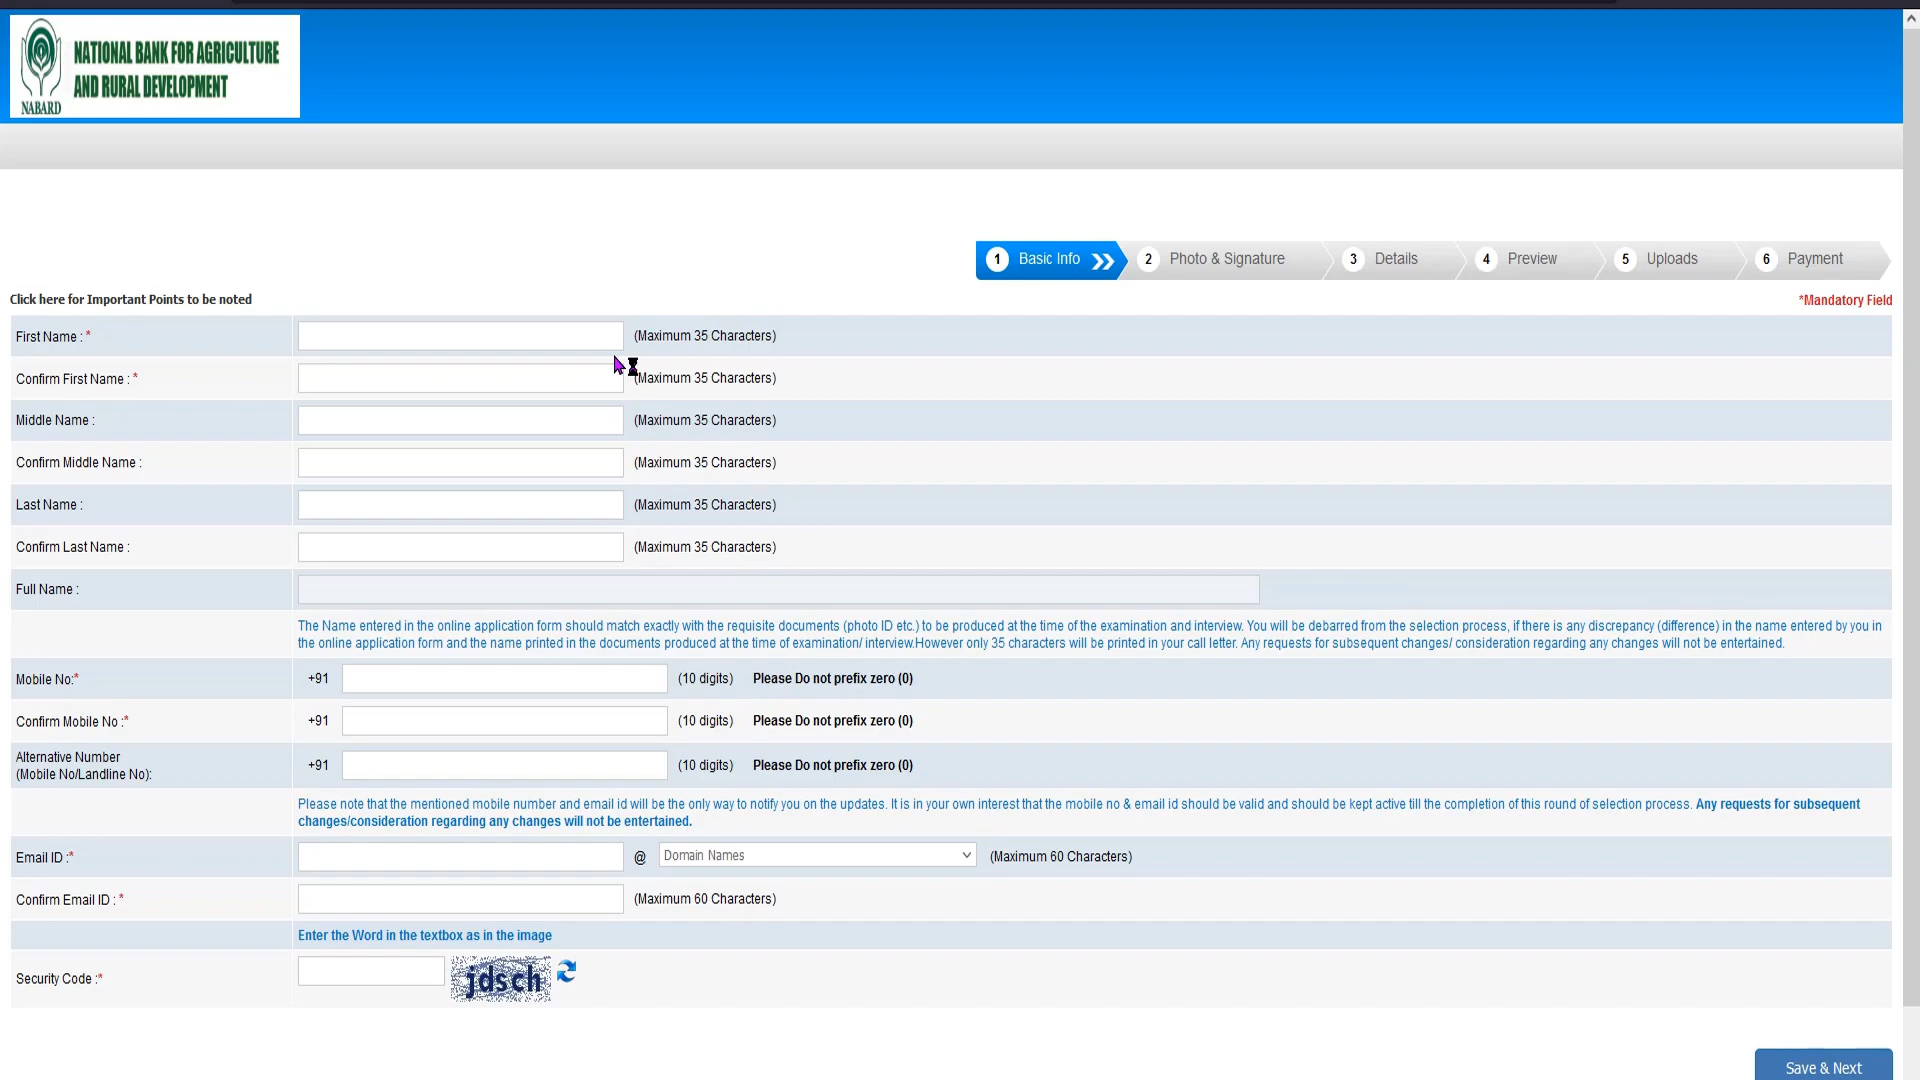 NATIONAL BANK FOR AGRICULTURE
AND RURAL DEVELOPMENT
NABARD
1 Basic Info 2 Photo & Signature 3 Details 4 Preview 5 Uploads 6 Payment
Click here for Important Points to be noted *Mandatory Field
First Name : * (Maximum 35 Characters)
Confirm First Name : * (Maximum 35 Characters)
Middle Name : (Maximum 35 Characters)
Confirm Middle Name : (Maximum 35 Characters)
Last Name : (Maximum 35 Characters)
Confirm Last Name : (Maximum 35 Characters)
Full Name :
The Name entered in the online application form should match exactly with the requisite documents (photo ID etc.) to be produced at the time of the examination and interview. You will be debarred from the selection process, if there is any discrepancy (difference) in the name entered by you in
the online application form and the name printed in the documents produced at the time of examination/ interview.However only 35 characters will be printed in your call letter. Any requests for subsequent changes/ consideration regarding any changes will not be entertained.
Mobile No:* +91 (10 digits) Please Do not prefix zero (0)
Confirm Mobile No :* +91 (10 digits) Please Do not prefix zero (0)
Alternative Number
(Mobile No/Landline No): +91 (10 digits) Please Do not prefix zero (0)
Please note that the mentioned mobile number and email id will be the only way to notify you on the updates. It is in your own interest that the mobile no & email id should be valid and should be kept active till the completion of this round of selection process. Any requests for subsequent
changes/consideration regarding any changes will not be entertained.
Email ID :* @ Domain Names (Maximum 60 Characters)
Confirm Email ID : * (Maximum 60 Characters)
Enter the Word in the textbox as in the image
Security Code :* jdsch
Save & Next